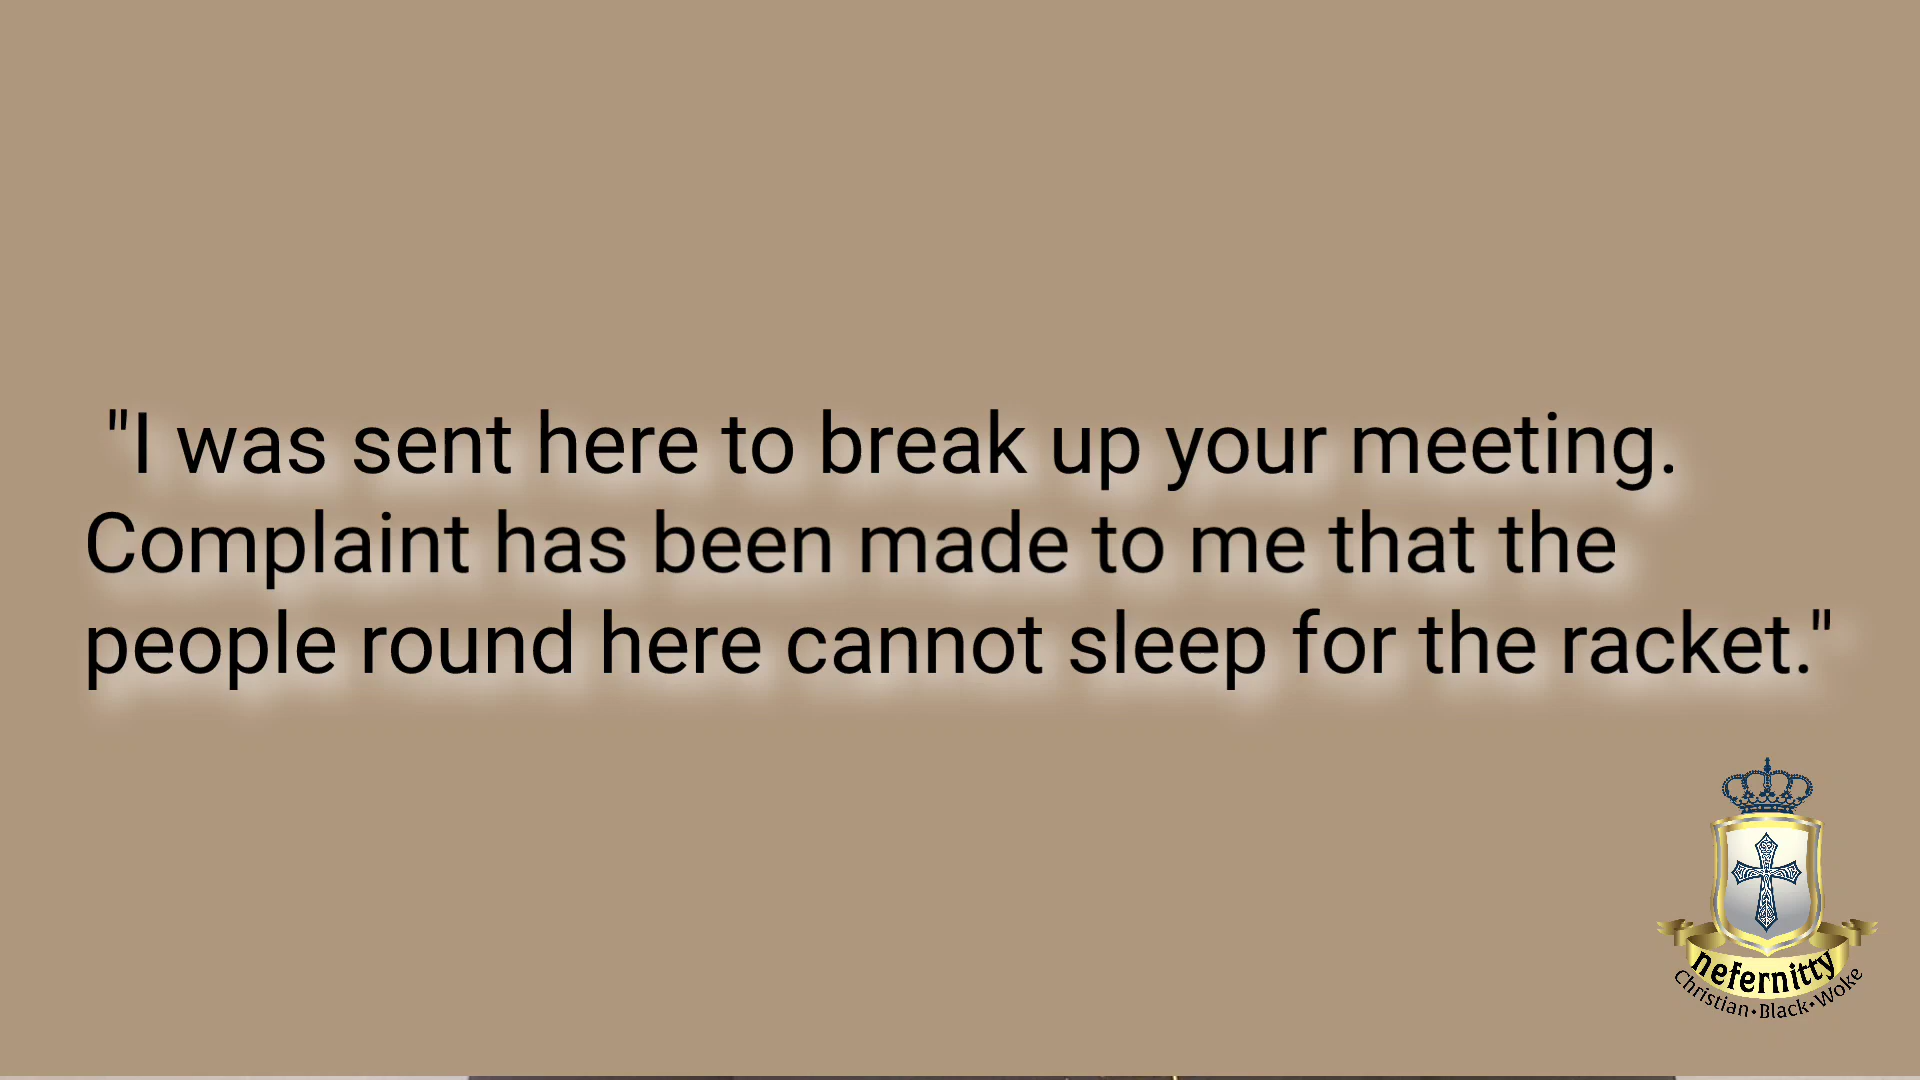 "I was sent here to break up your meeting.
Complaint has been made to me that the
people round here cannot sleep for the racket."
nefernitty
Christian•Black•Woke